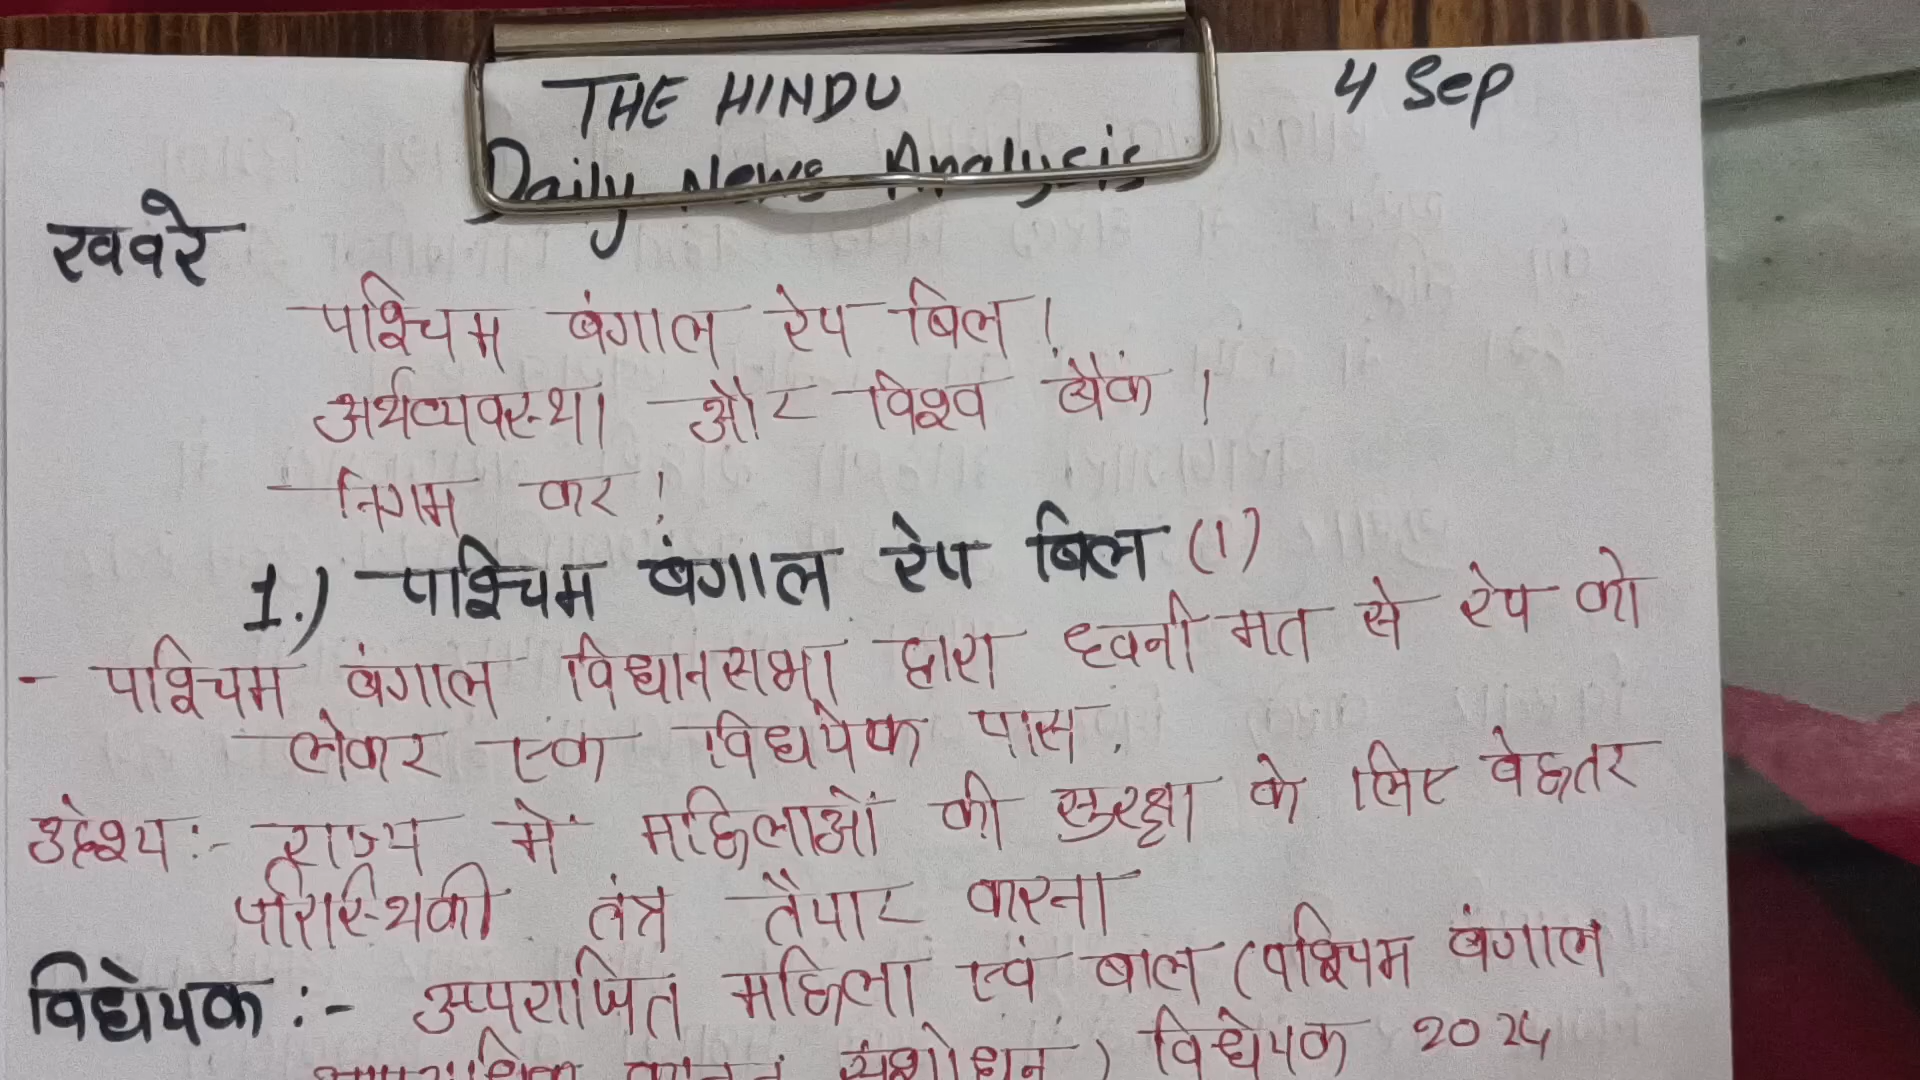 THE HINDU
4 Sep
Daily News Analysis
खबरे
पश्चिम बंगाल रेप बिल।
अर्थव्यवस्था और विश्व बैंक।
निगम कर!
1.) पश्चिम बंगाल रेप बिल (1)
- पश्चिम बंगाल विधानसभा द्वारा ध्वनी मत से रेप को
लेकर एक विधयेक पास.
उद्देश्य :- राज्य में महिलाओं की सुरक्षा के लिए बेहतर
परिस्थिकी तंत्र तैयार करना
विधेयक :- अपराजित महिला एवं बाल (पश्चिम बंगाल
आपराधिक कानून संशोधन) विधेयक 2024